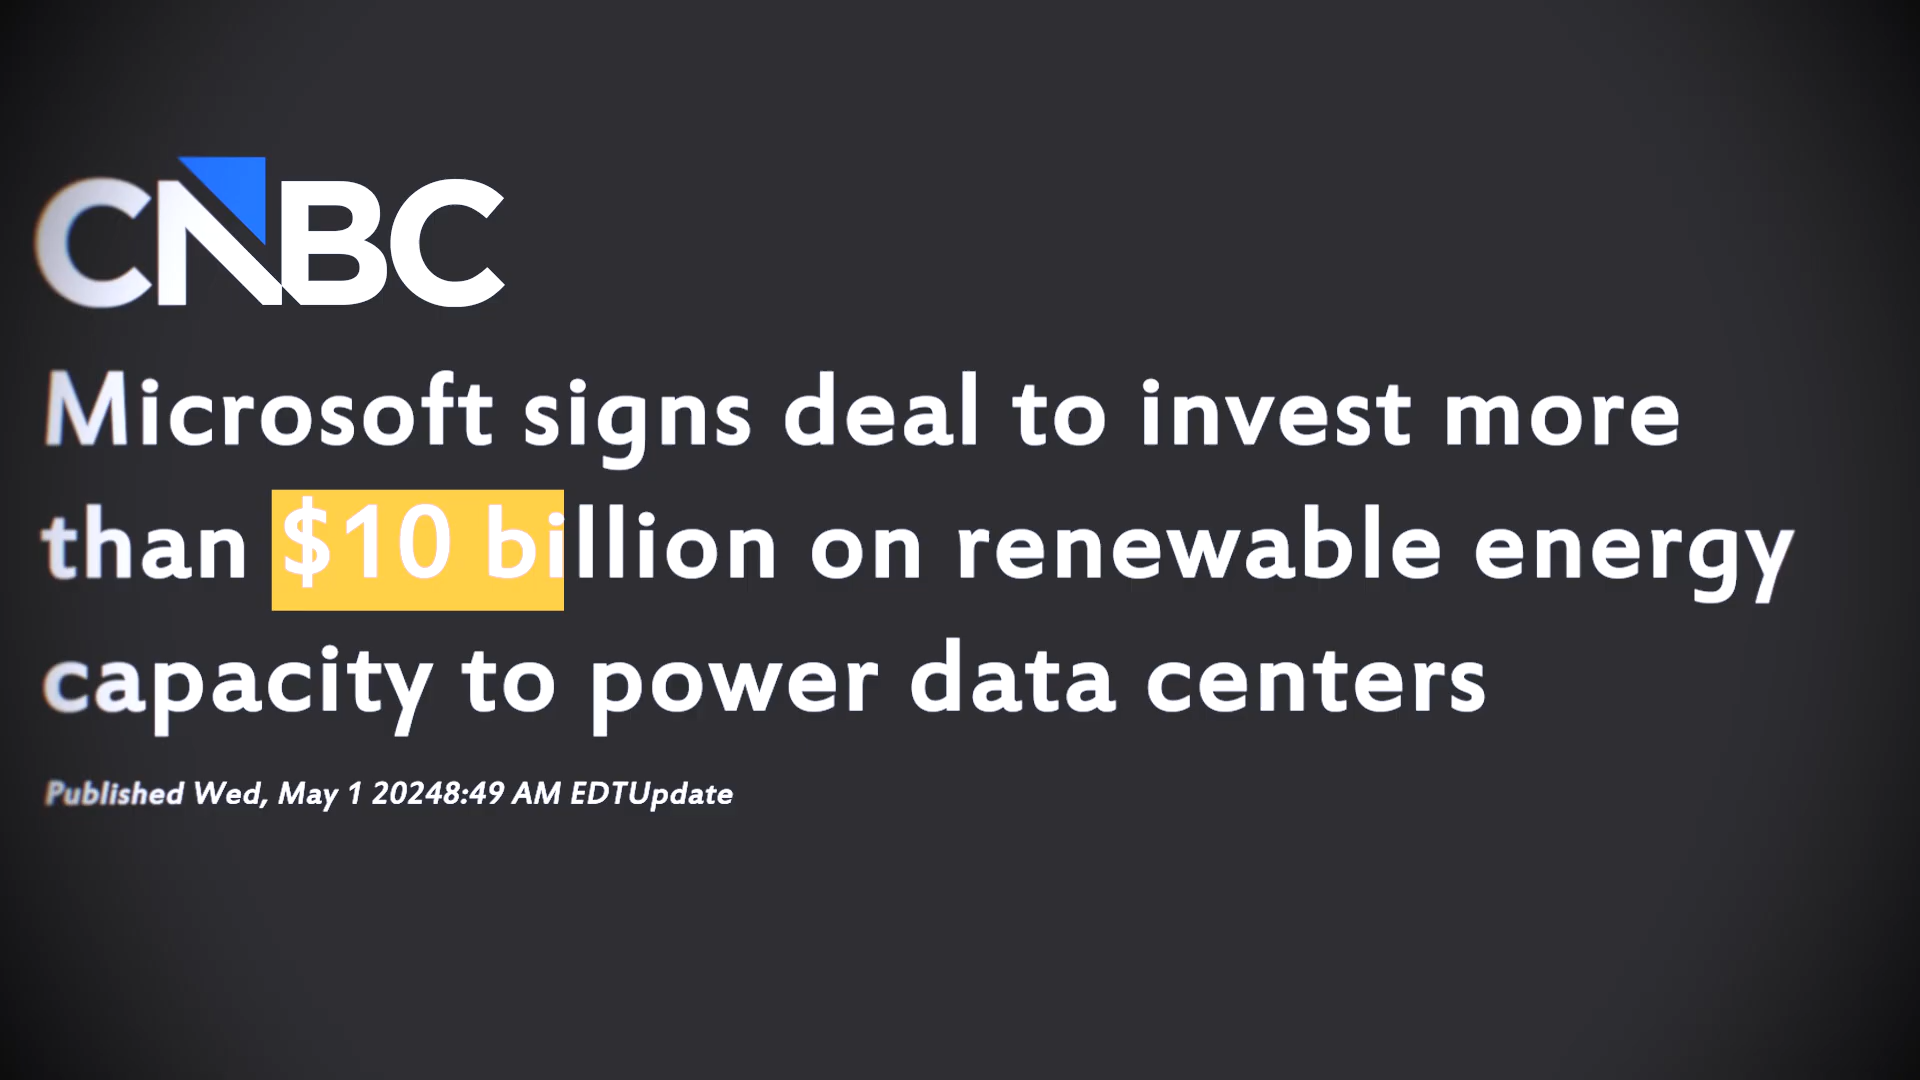 CNBC
Microsoft signs deal to invest more
than $10 billion on renewable energy
capacity to power data centers
Published Wed, May 1 20248:49 AM EDTUpdate